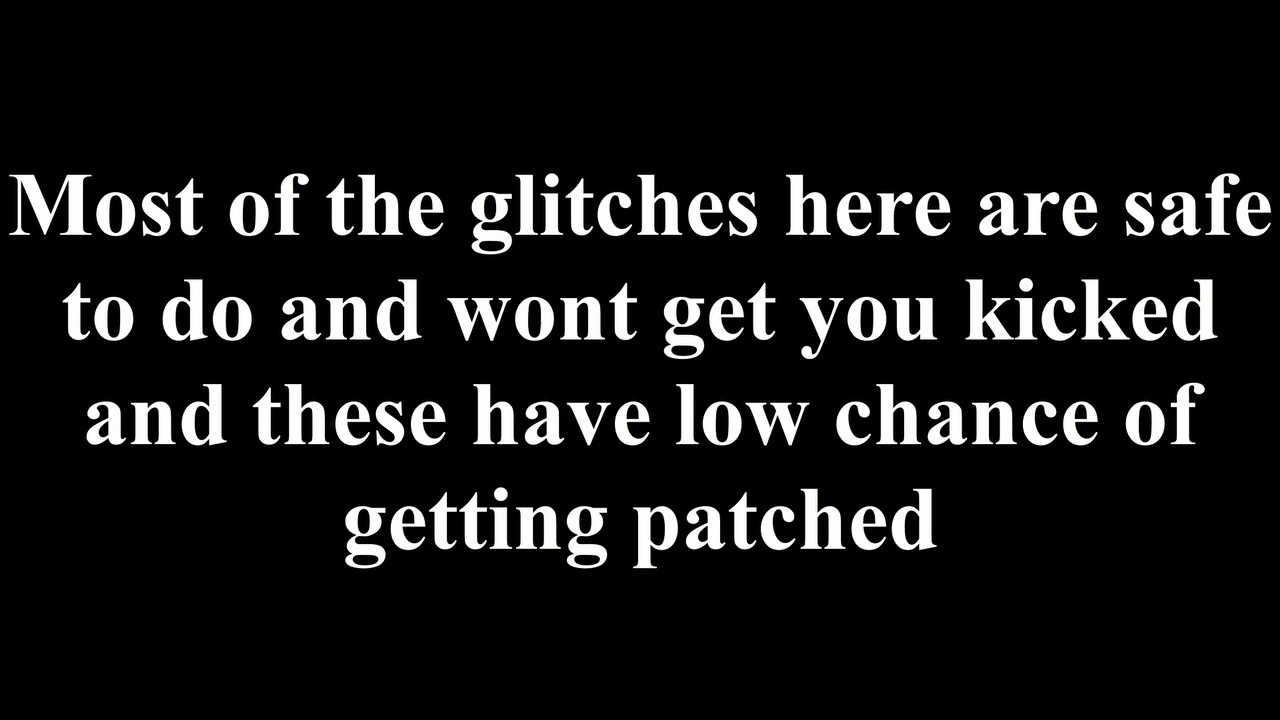 Most of the glitches here are safe
to do and wont get you kicked
and these have low chance of
getting patched